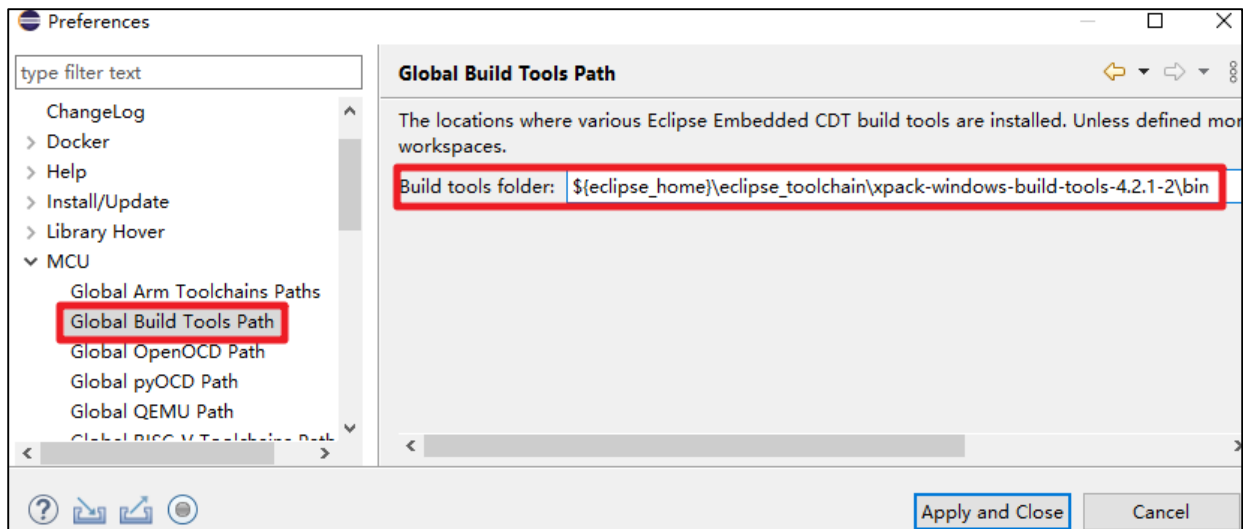 Preferences
type filter text
ChangeLog
Docker
Help
Install/Update
Library Hover
MCU
Global Arm Toolchains Paths
Global Build Tools Path
Global OpenOCD Path
Global pyOCD Path
Global QEMU Path
Global Build Tools Path
The locations where various Eclipse Embedded CDT build tools are installed. Unless defined mor
workspaces.
Build tools folder: ${eclipse_home}\eclipse_toolchain\xpack-windows-build-tools-4.2.1-2\bin
Apply and Close
Cancel